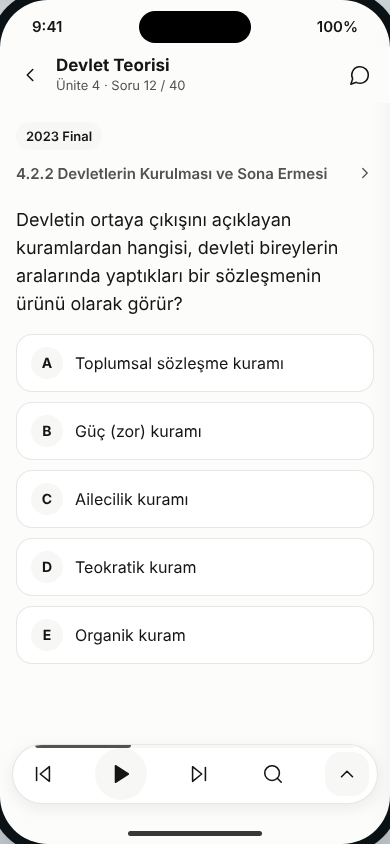 9:41
100%
Devlet Teorisi
Ünite 4 · Soru 12 / 40
2023 Final
4.2.2 Devletlerin Kurulması ve Sona Ermesi
Devletin ortaya çıkışını açıklayan
kuramlardan hangisi, devleti bireylerin
aralarında yaptıkları bir sözleşmenin
ürünü olarak görür?
A Toplumsal sözleşme kuramı
B Güç (zor) kuramı
C Ailecilik kuramı
D Teokratik kuram
E Organik kuram